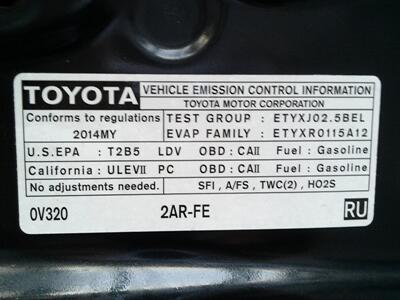 TOYOTA VEHICLE EMISSION CONTROL INFORMATION
TOYOTA MOTOR CORPORATION
Conforms to regulations TEST GROUP : ETYXJ02.5BEL
2014MY EVAP FAMILY : ETYXR0115A12
U.S.EPA : T2B5 LDV OBD : CAII Fuel : Gasoline
California : ULEVII PC OBD : CAII Fuel : Gasoline
No adjustments needed. SFI , A/FS , TWC(2) , HO2S
0V320 2AR-FE RU